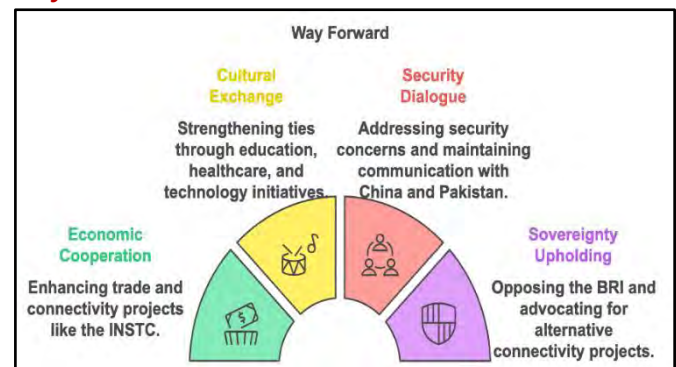 Way Forward
Cultural
Exchange
Strengthening ties
through education,
healthcare, and
technology initiatives.
Security
Dialogue
Addressing security
concerns and maintaining
communication with
China and Pakistan.
Economic
Cooperation
Enhancing trade and
connectivity projects
like the INSTC.
Sovereignty
Upholding
Opposing the BRI and
advocating for
alternative
connectivity projects.
$